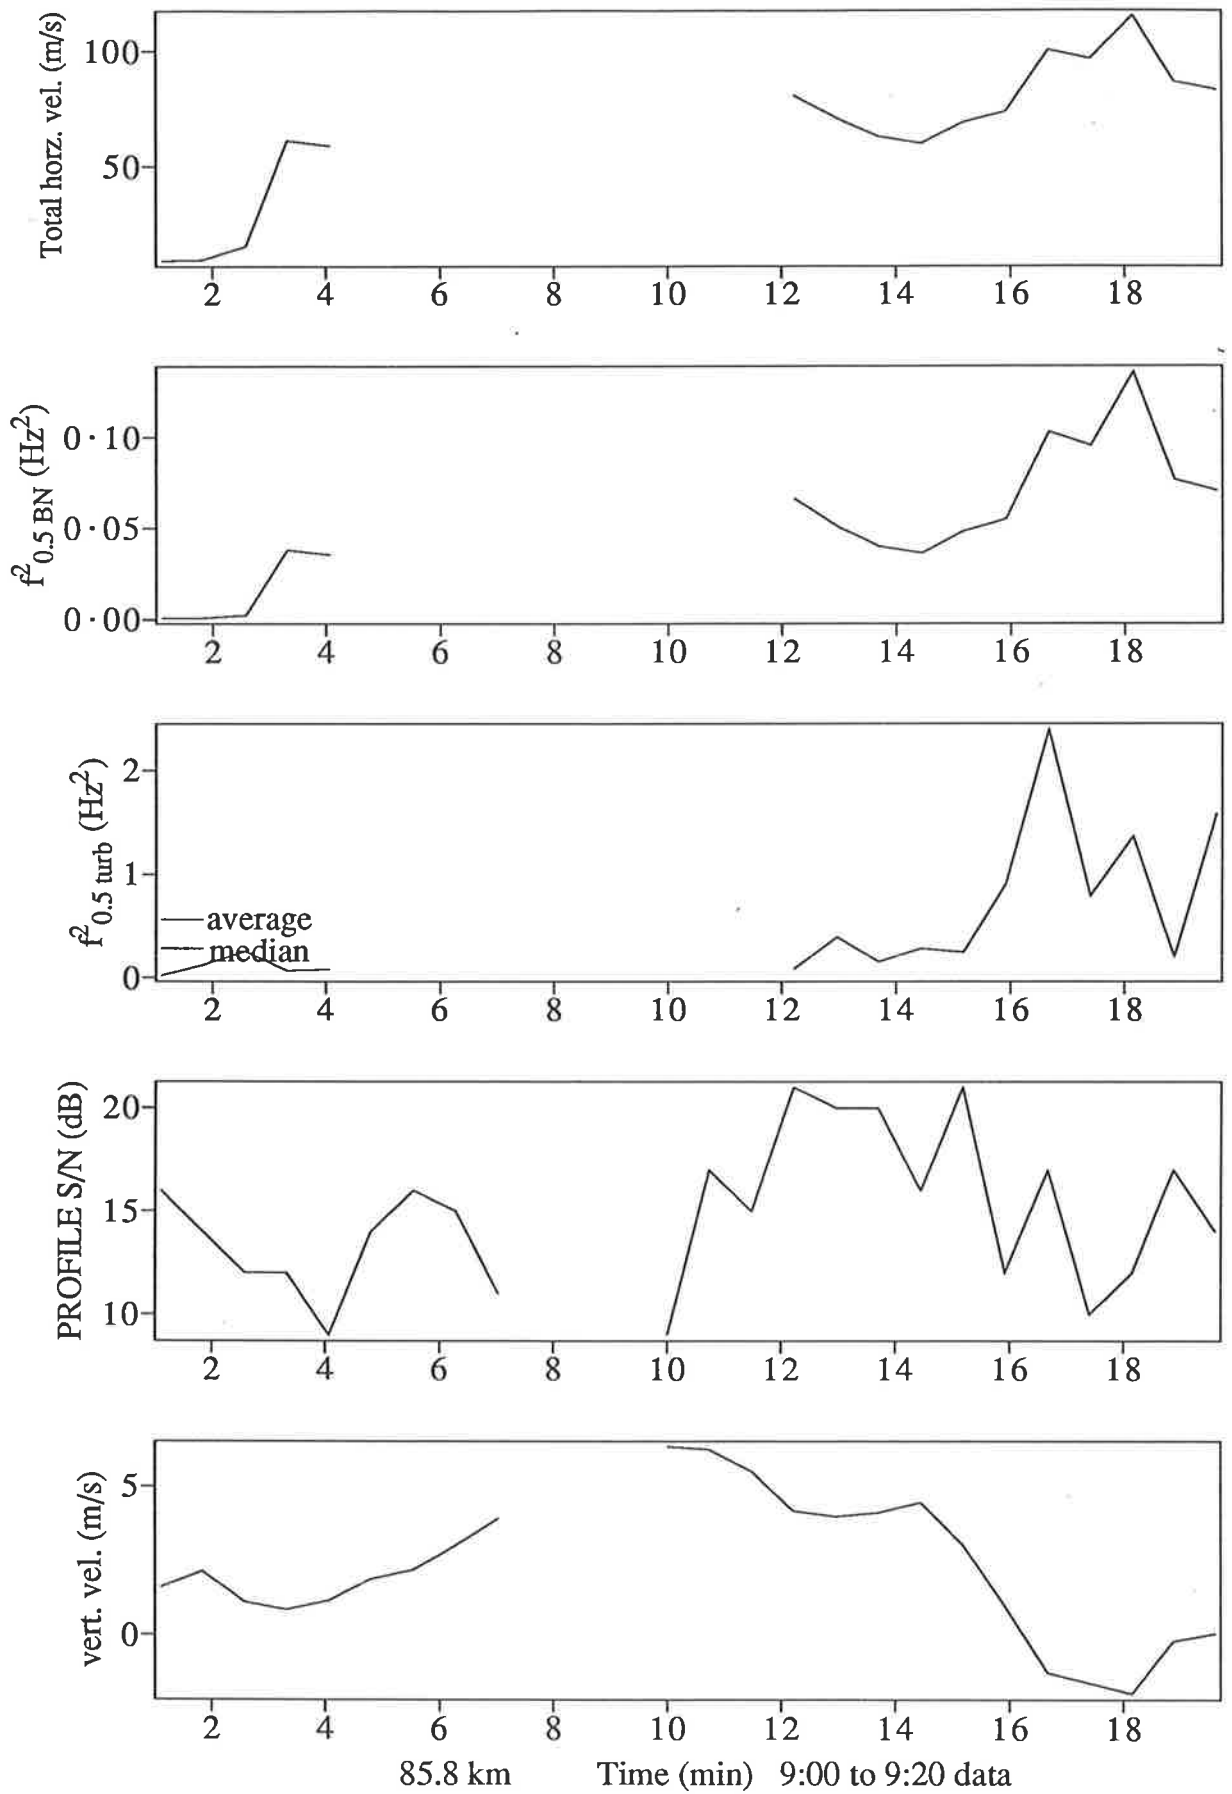 Total horz. vel. (m/s)
100
50
2 4 6 8 10 12 14 16 18
f²0.5 BN (Hz²)
0·10
0·05
0·00
2 4 6 8 10 12 14 16 18
f²0.5 turb (Hz²)
2
1
0
average
median
2 4 6 8 10 12 14 16 18
PROFILE S/N (dB)
20
15
10
2 4 6 8 10 12 14 16 18
vert. vel. (m/s)
5
0
2 4 6 8 10 12 14 16 18
85.8 km Time (min) 9:00 to 9:20 data